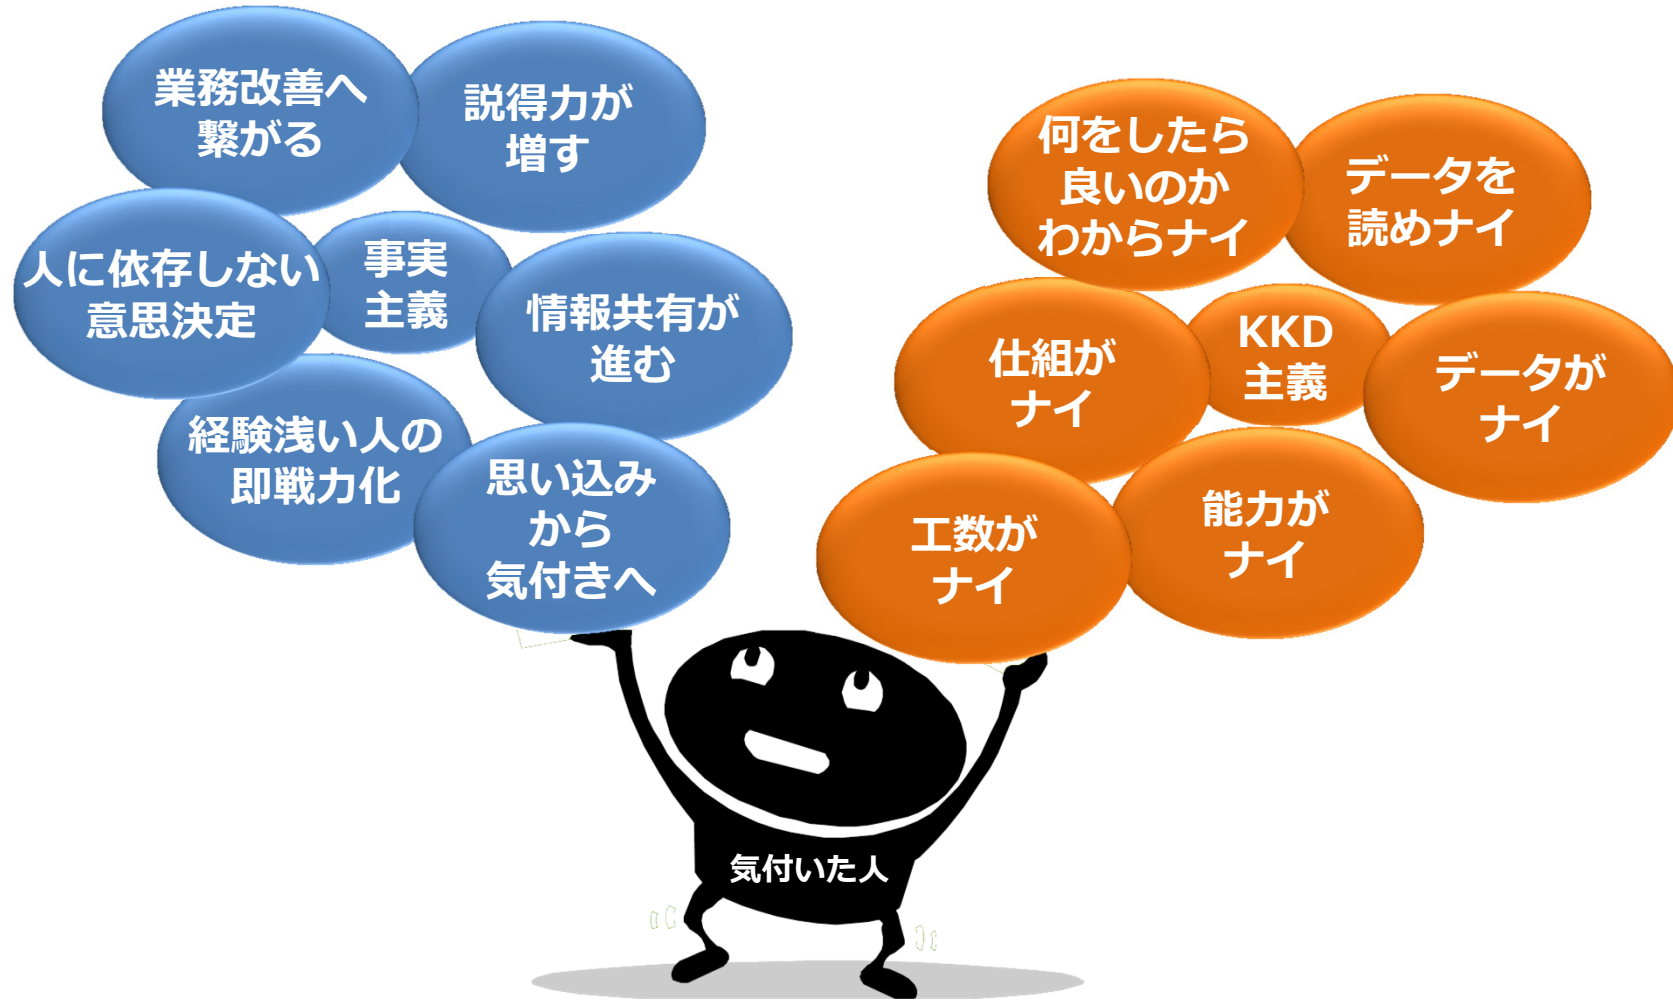 業務改善へ
繋がる
説得力が
増す
人に依存しない
意思決定
事実
主義
情報共有が
進む
経験浅い人の
即戦力化
思い込み
から
気付きへ
何をしたら
良いのか
わからナイ
データを
読めナイ
仕組が
ナイ
KKD
主義
データが
ナイ
工数が
ナイ
能力が
ナイ
気付いた人